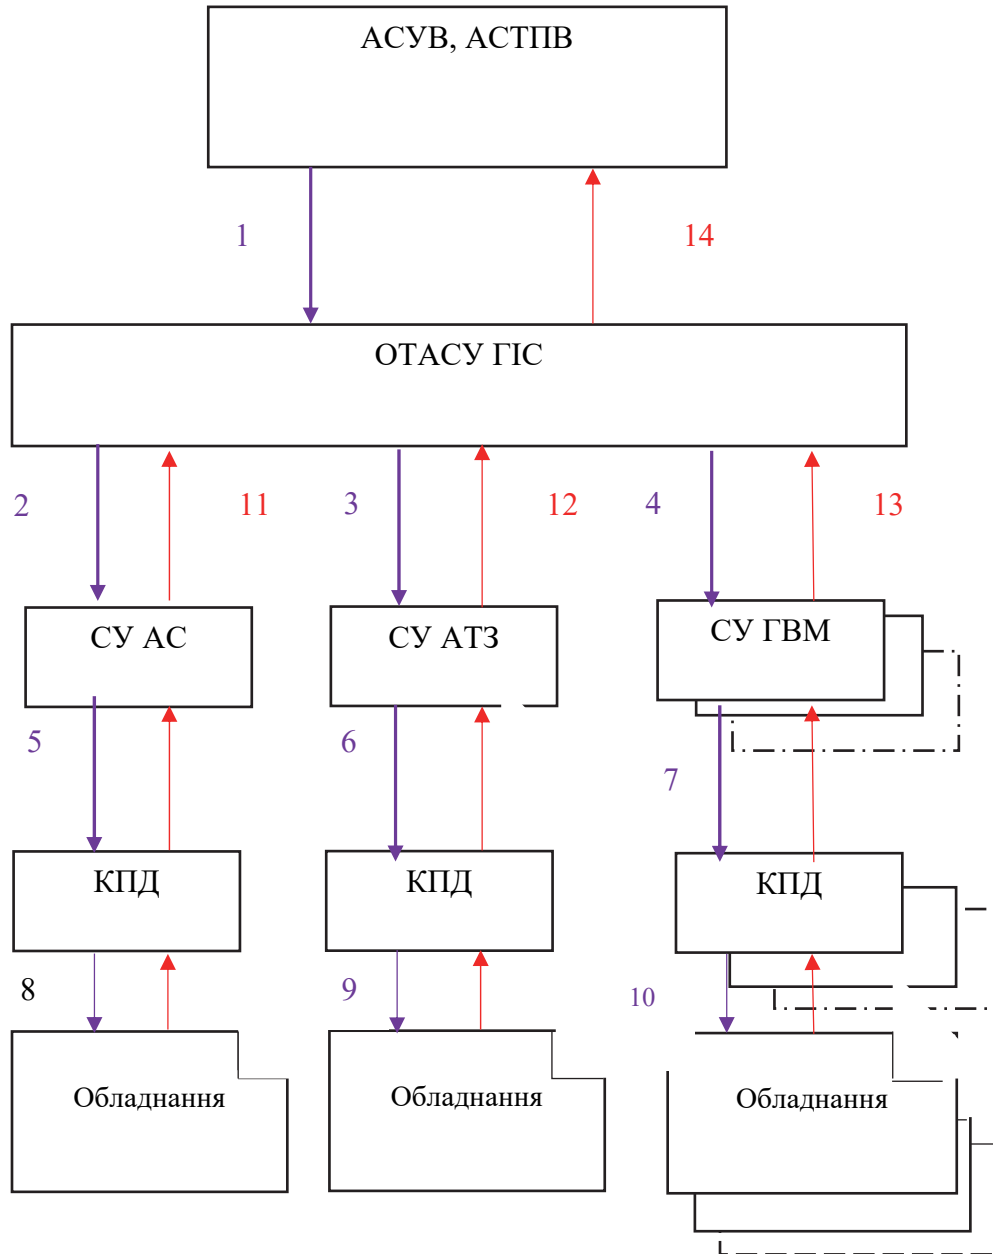 АСУВ, АСТПВ
1 14
ОТАСУ ГІС
2 11 3 12 4 13
СУ АС СУ АТЗ СУ ГВМ
5 6 7
КПД КПД КПД
8 9 10
Обладнання Обладнання Обладнання